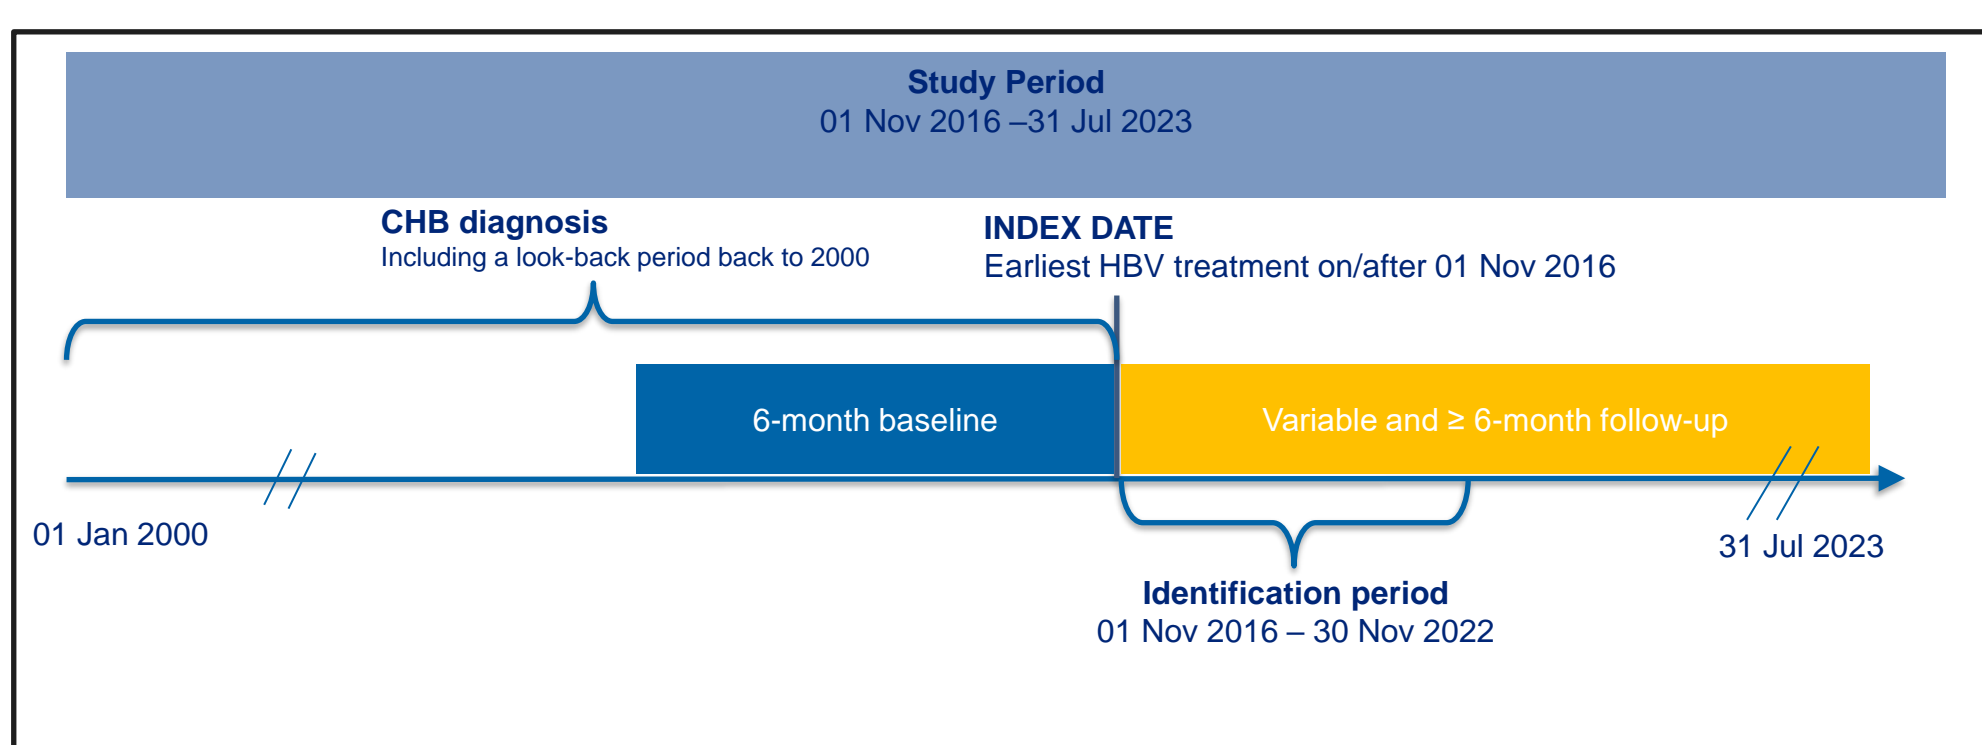 Study Period
01 Nov 2016 –31 Jul 2023
CHB diagnosis
Including a look-back period back to 2000
INDEX DATE
Earliest HBV treatment on/after 01 Nov 2016
6-month baseline
Variable and ≥ 6-month follow-up
01 Jan 2000
31 Jul 2023
Identification period
01 Nov 2016 – 30 Nov 2022